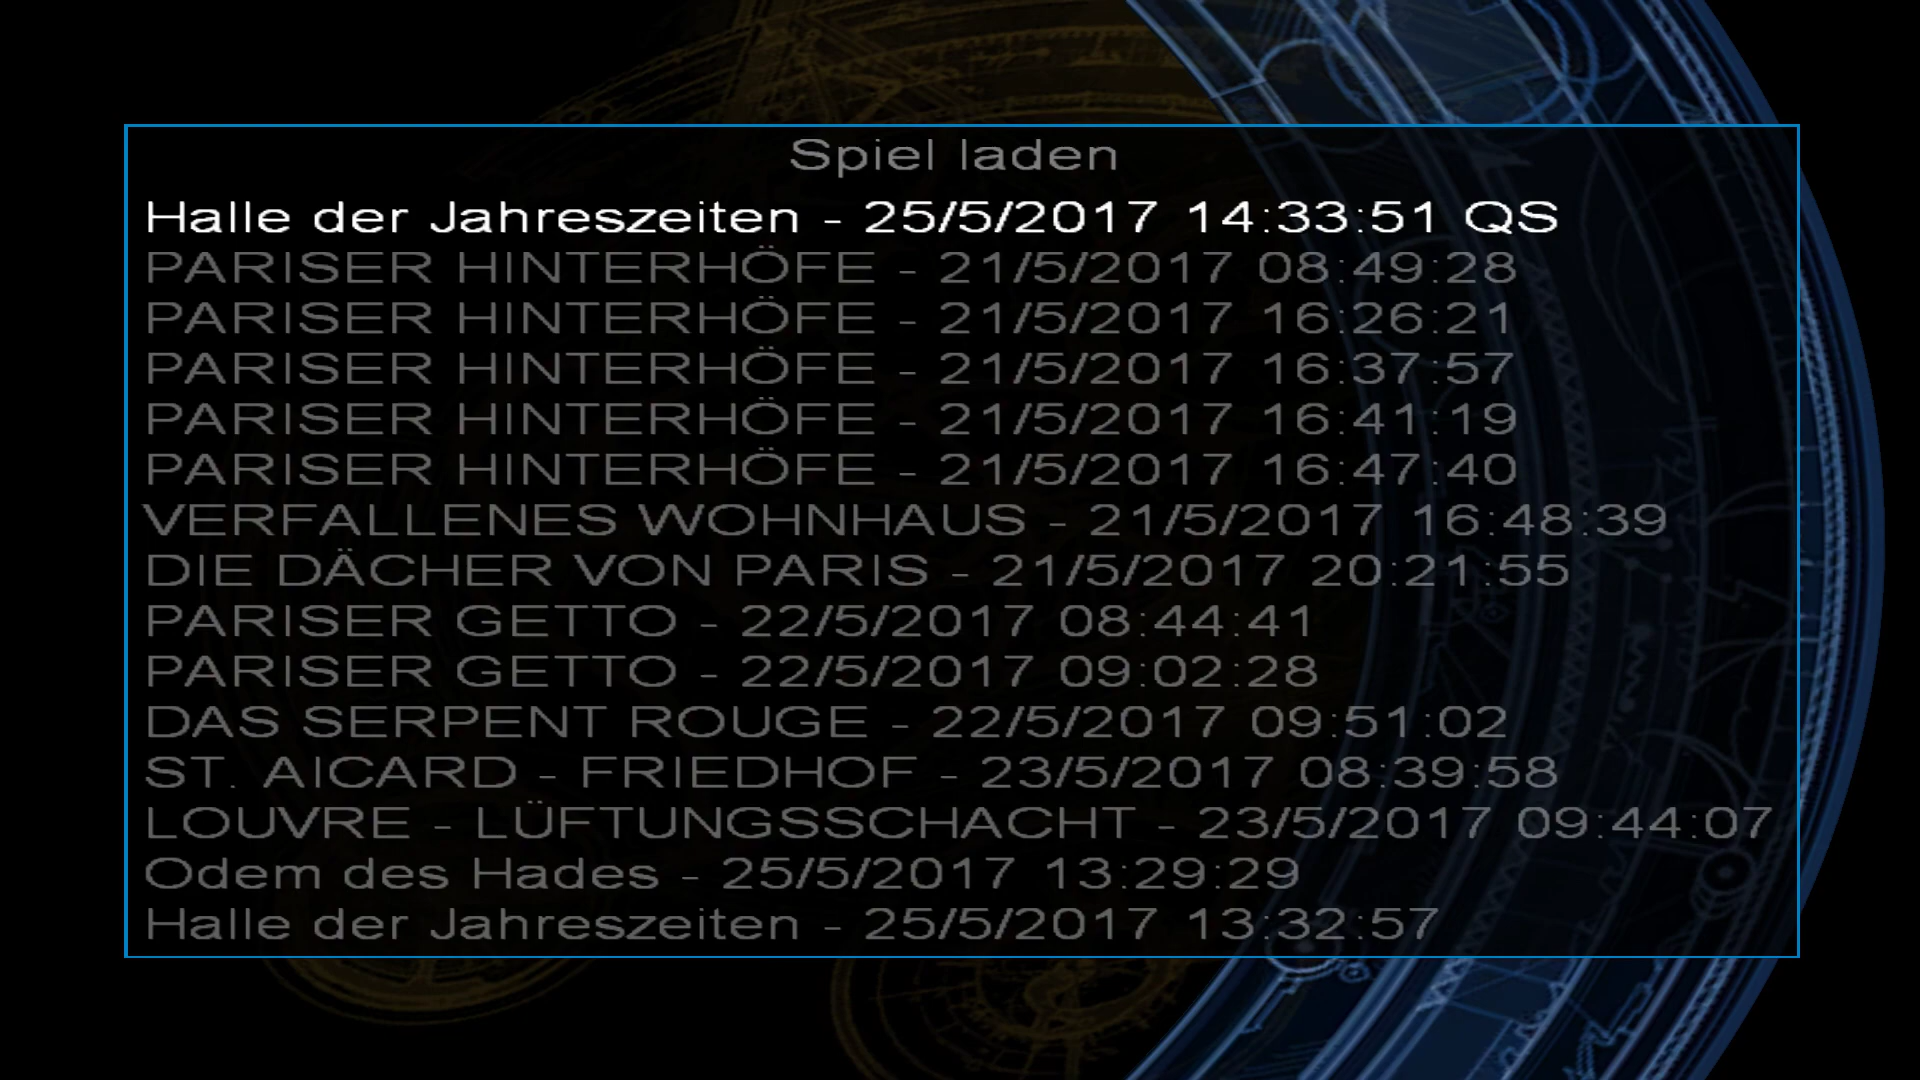 Spiel laden
Halle der Jahreszeiten - 25/5/2017 14:33:51 QS
PARISER HINTERHÖFE - 21/5/2017 08:49:28
PARISER HINTERHÖFE - 21/5/2017 16:26:21
PARISER HINTERHÖFE - 21/5/2017 16:37:57
PARISER HINTERHÖFE - 21/5/2017 16:41:19
PARISER HINTERHÖFE - 21/5/2017 16:47:40
VERFALLENES WOHNHAUS - 21/5/2017 16:48:39
DIE DÄCHER VON PARIS - 21/5/2017 20:21:55
PARISER GETTO - 22/5/2017 08:44:41
PARISER GETTO - 22/5/2017 09:02:28
DAS SERPENT ROUGE - 22/5/2017 09:51:02
ST. AICARD - FRIEDHOF - 23/5/2017 08:39:58
LOUVRE - LÜFTUNGSSCHACHT - 23/5/2017 09:44:07
Odem des Hades - 25/5/2017 13:29:29
Halle der Jahreszeiten - 25/5/2017 13:32:57